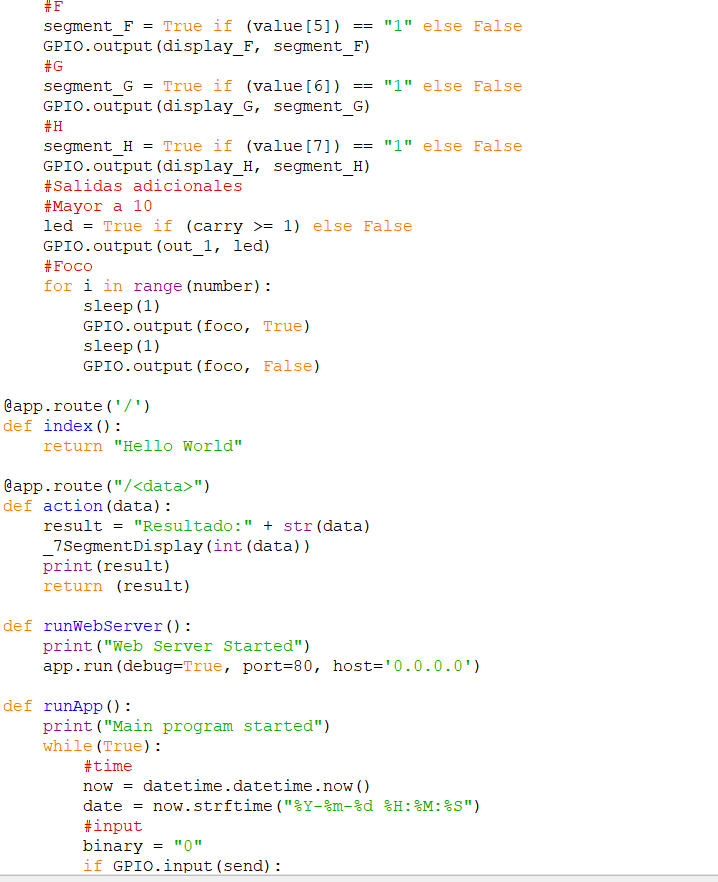 #F
segment_F = True if (value[5]) == "1" else False
GPIO.output(display_F, segment_F)
#G
segment_G = True if (value[6]) == "1" else False
GPIO.output(display_G, segment_G)
#H
segment_H = True if (value[7]) == "1" else False
GPIO.output(display_H, segment_H)
#Salidas adicionales
#Mayor a 10
led = True if (carry >= 1) else False
GPIO.output(out_1, led)
#Foco
for i in range(number):
sleep(1)
GPIO.output(foco, True)
sleep(1)
GPIO.output(foco, False)
@app.route('/')
def index():
return "Hello World"
@app.route("/<data>")
def action(data):
result = "Resultado:" + str(data)
_7SegmentDisplay(int(data))
print(result)
return (result)
def runWebServer():
print("Web Server Started")
app.run(debug=True, port=80, host='0.0.0.0')
def runApp():
print("Main program started")
while(True):
#time
now = datetime.datetime.now()
date = now.strftime("%Y-%m-%d %H:%M:%S")
#input
binary = "0"
if GPIO.input(send):